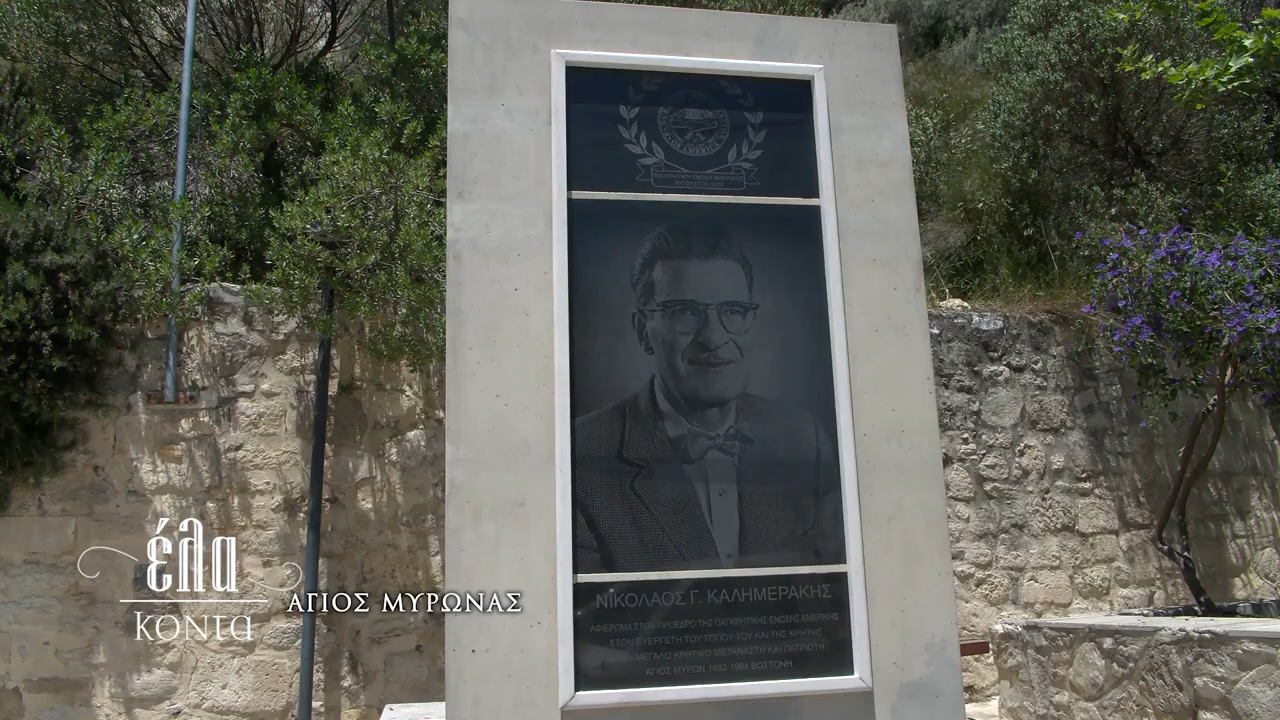 ΠΑΓΚΡΗΤΙΚΗ ΕΝΩΣΗ ΑΜΕΡΙΚΗΣ
ΝΙΚΟΛΑΟΣ Γ. ΚΑΛΗΜΕΡΑΚΗΣ
ΑΦΙΕΡΩΜΑ ΣΤΟΝ ΠΡΟΕΔΡΟ ΤΗΣ ΠΑΓΚΡΗΤΙΚΗΣ ΕΝΩΣΗΣ ΑΜΕΡΙΚΗΣ
ΣΤΟΝ ΕΥΕΡΓΕΤΗ ΤΟΥ ΤΟΠΟΥ ΤΟΥ ΚΑΙ ΤΗΣ ΚΡΗΤΗΣ
ΜΕΓΑΛΟ ΚΡΗΤΙΚΟ ΜΕΤΑΝΑΣΤΗ ΚΑΙ ΠΑΤΡΙΩΤΗ
ΑΓΙΟΣ ΜΥΡΩΝ 1892-1984 ΒΟΣΤΟΝΗ
έλα
κοντα
ΑΓΙΟΣ ΜΥΡΩΝΑΣ